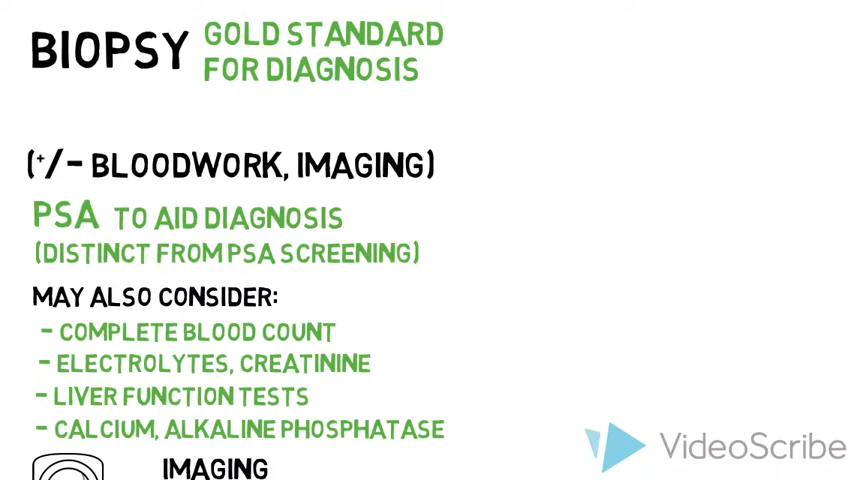 BIOPSY GOLD STANDARD
FOR DIAGNOSIS
(+/- BLOODWORK, IMAGING)
PSA TO AID DIAGNOSIS
(DISTINCT FROM PSA SCREENING)
MAY ALSO CONSIDER:
- COMPLETE BLOOD COUNT
- ELECTROLYTES, CREATININE
- LIVER FUNCTION TESTS
- CALCIUM, ALKALINE PHOSPHATASE
IMAGING
VideoScribe